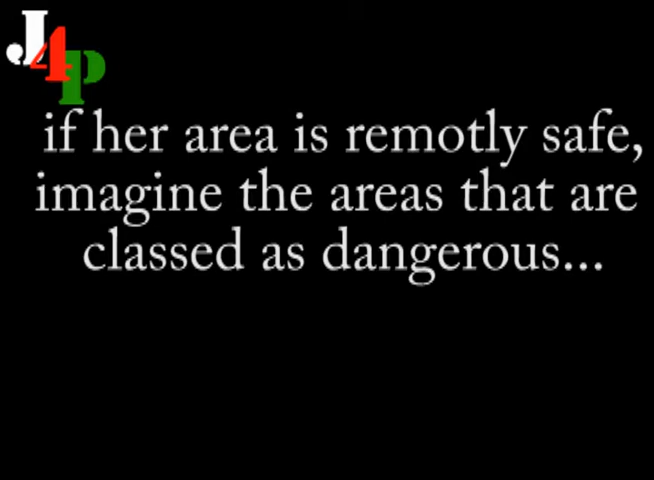 J4P
if her area is remotly safe,
imagine the areas that are
classed as dangerous...